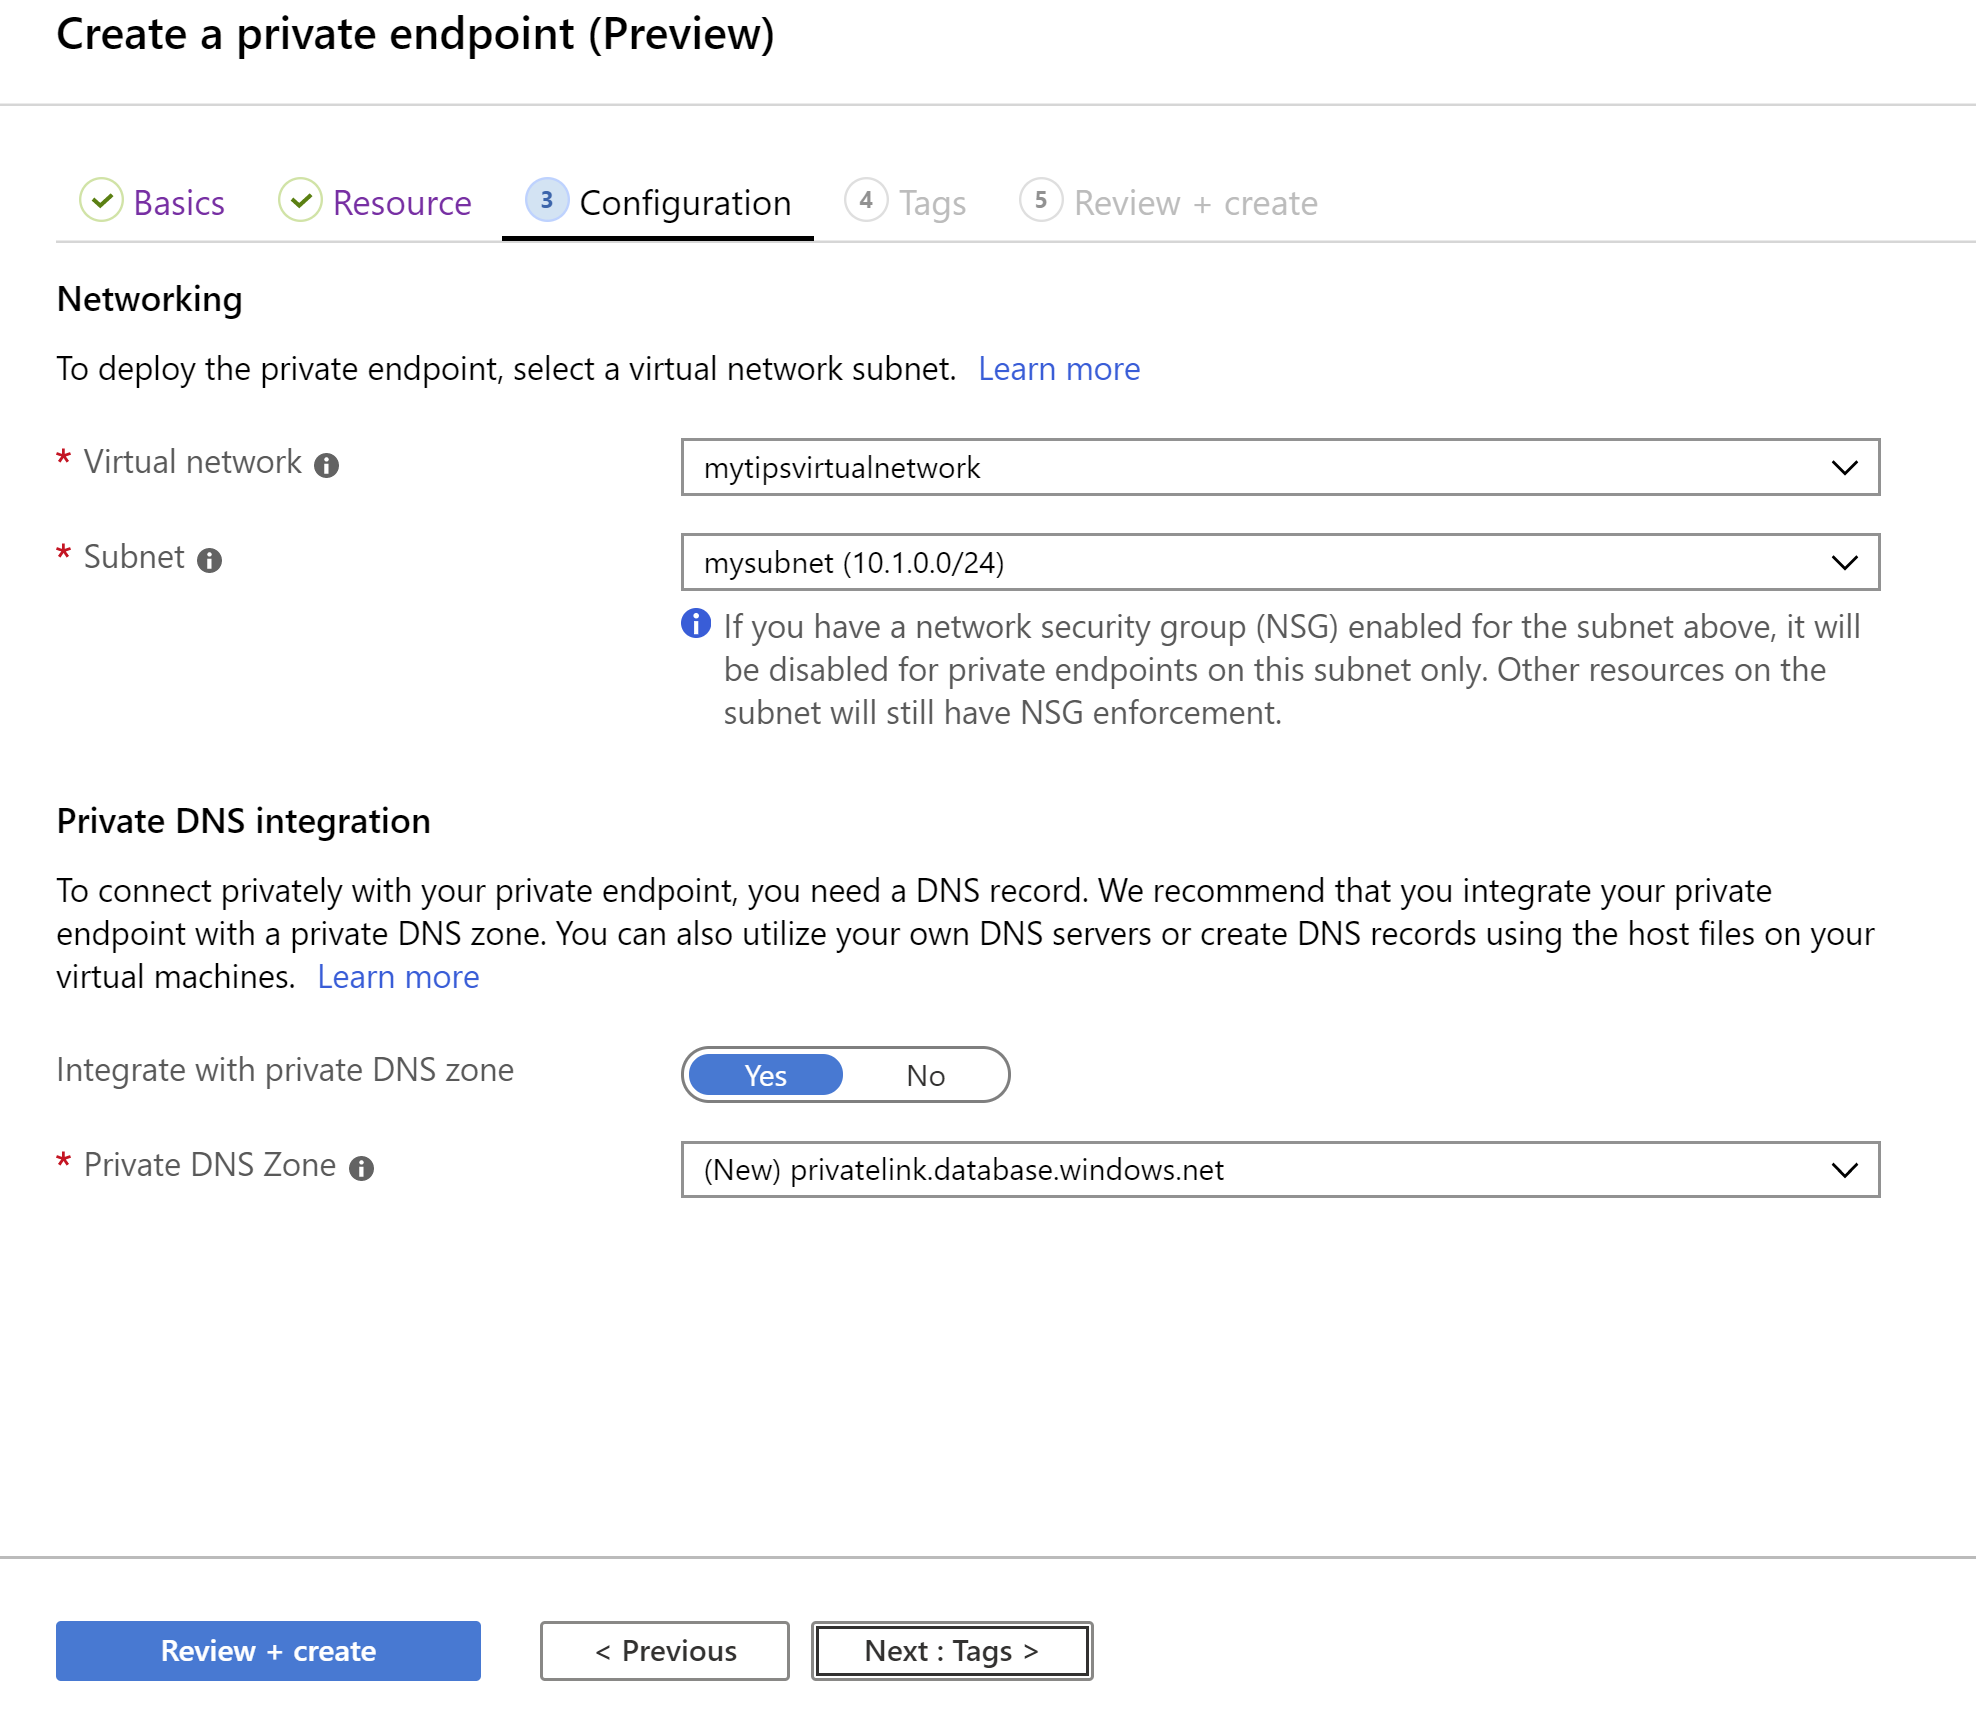 Create a private endpoint (Preview)
Basics
Resource
3 Configuration
4 Tags
5 Review + create
Networking
To deploy the private endpoint, select a virtual network subnet. Learn more
* Virtual network
mytipsvirtualnetwork
* Subnet
mysubnet (10.1.0.0/24)
If you have a network security group (NSG) enabled for the subnet above, it will
be disabled for private endpoints on this subnet only. Other resources on the
subnet will still have NSG enforcement.
Private DNS integration
To connect privately with your private endpoint, you need a DNS record. We recommend that you integrate your private
endpoint with a private DNS zone. You can also utilize your own DNS servers or create DNS records using the host files on your
virtual machines. Learn more
Integrate with private DNS zone
Yes
No
* Private DNS Zone
(New) privatelink.database.windows.net
Review + create
< Previous
Next : Tags >